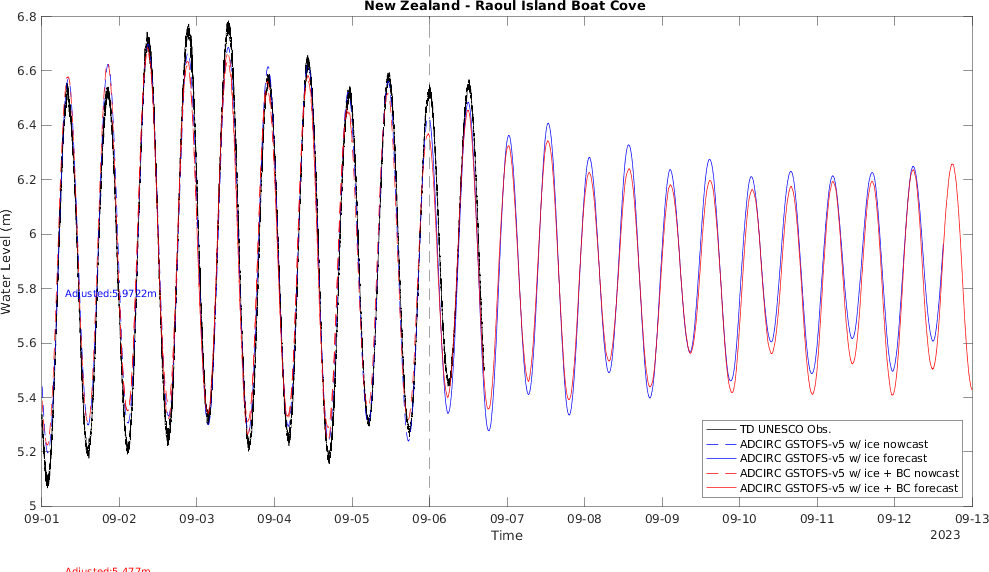 New Zealand - Raoul Island Boat Cove
6.8
6.6
6.4
6.2
6
5.8
5.6
5.4
5.2
5
Water Level (m)
Adjusted:5.9722m
TD UNESCO Obs.
ADCIRC GSTOFS-v5 w/ ice nowcast
ADCIRC GSTOFS-v5 w/ ice forecast
ADCIRC GSTOFS-v5 w/ ice + BC nowcast
ADCIRC GSTOFS-v5 w/ ice + BC forecast
09-01 09-02 09-03 09-04 09-05 09-06 09-07 09-08 09-09 09-10 09-11 09-12 09-13
Time
2023
Adjusted:5.477m